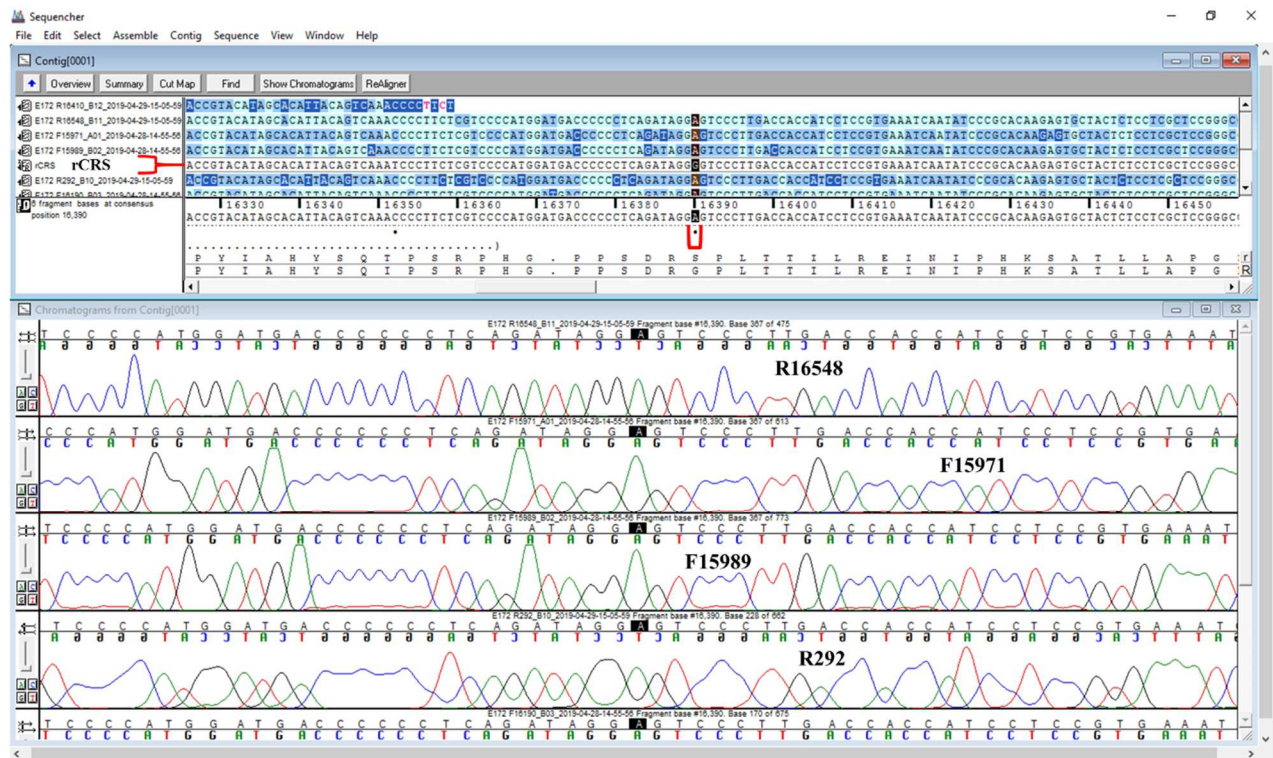 Sequencher
File Edit Select Assemble Contig Sequence View Window Help
Contig[0001]
Overview Summary Cut Map Find Show Chromatograms ReAligner
E172 R16410_B12_2019-04-29-15-05-59 ACCGTACATAGCACATTACAGTCAAACCCCTTCT
E172 R16548_B11_2019-04-29-15-05-59 ACCGTACATAGCACATTACAGTCAAACCCCTTCTCGTCCCCATGGATGACCCCCCTCAGATAGGAGTCCCTTGACCACCATCCTCCGTGAAATCAATATCCCGCACAAGAGTGCTACTCTCCTCGCTCCGGGC
E172 F15971_A01_2019-04-28-14-55-56 ACCGTACATAGCACATTACAGTCAAACCCCTTCTCGTCCCCATGGATGACCCCCCTCAGATAGGAGTCCCTTGACCACCATCCTCCGTGAAATCAATATCCCGCACAAGAGTGCTACTCTCCTCGCTCCGGGC
E172 F15989_B02_2019-04-28-14-55-56 ACCGTACATAGCACATTACAGTCAAACCCCTTCTCGTCCCCATGGATGACCCCCCTCAGATAGGAGTCCCTTGACCACCATCCTCCGTGAAATCAATATCCCGCACAAGAGTGCTACTCTCCTCGCTCCGGGC
rCRS rCRS ACCGTACATAGCACATTACAGTCAAATCCCTTCTCGTCCCCATGGATGACCCCCCTCAGATAGGGGTCCCTTGACCACCATCCTCCGTGAAATCAATATCCCGCACAAGAGTGCTACTCTCCTCGCTCCGGGC
E172 R292_B10_2019-04-29-15-05-59 ACCGTACATAGCACATTACAGTCAAACCCCTTCTCGTCCCCATGGATGACCCCCCTCAGATAGGAGTCCCTTGACCACCATCCTCCGTGAAATCAATATCCCGCACAAGAGTGCTACTCTCCTCGCTCCGGGC
6 fragment bases at consensus
position 16,390
16330 16340 16350 16360 16370 16380 16390 16400 16410 16420 16430 16440 16450
ACCGTACATAGCACATTACAGTCAAACCCCTTCTCGTCCCCATGGATGACCCCCCTCAGATAGGAGTCCCTTGACCACCATCCTCCGTGAAATCAATATCCCGCACAAGAGTGCTACTCTCCTCGCTCCGGGC
P Y I A H Y S Q T P S R P H G . P P S D R S P L T T I L R E I N I P H K S A T L L A P G
P Y I A H Y S Q I P S R P H G . P P S D R G P L T T I L R E I N I P H K S A T L L A P G
Chromatograms from Contig[0001]
E172 R16548_B11_2019-04-29-15-05-59 Fragment base #16,390. Base 367 of 475
T C C C C A T G G A T G A C C C C C C T C A G A T A G G A G T C C C T T G A C C A C C A T C C T C C G T G A A A T
R16548
E172 F15971_A01_2019-04-28-14-55-56 Fragment base #16,390. Base 367 of 613
C C C A T G G A T G A C C C C C C T C A G A T A G G A G T C C C T T G A C C A C C A T C C T C C G T G A A
C C C A T G G A T G A C C C C C C T C A G A T A G G A G T C C C T T G A C C A C C A T C C T C C G T G A A
F15971
E172 F15989_B02_2019-04-28-14-55-56 Fragment base #16,390. Base 367 of 773
T C C C C A T G G A T G A C C C C C C T C A G A T A G G A G T C C C T T G A C C A C C A T C C T C C G T G A A A T
T C C C C A T G G A T G A C C C C C C T C A G A T A G G A G T C C C T T G A C C A C C A T C C T C C G T G A A A T
F15989
E172 R292_B10_2019-04-29-15-05-59 Fragment base #16,390. Base 228 of 662
T C C C C A T G G A T G A C C C C C C T C A G A T A G G A G T C C C T T G A C C A C C A T C C T C C G T G A A A T
R292
E172 F16190_B03_2019-04-28-14-55-56 Fragment base #16,390. Base 170 of 675
T C C C C A T G G A T G A C C C C C C T C A G A T A G G A G T C C C T T G A C C A C C A T C C T C C G T G A A A T
T C C C C A T G G A T G A C C C C C C T C A G A T A G G A G T C C C T T G A C C A C C A T C C T C C G T G A A A T